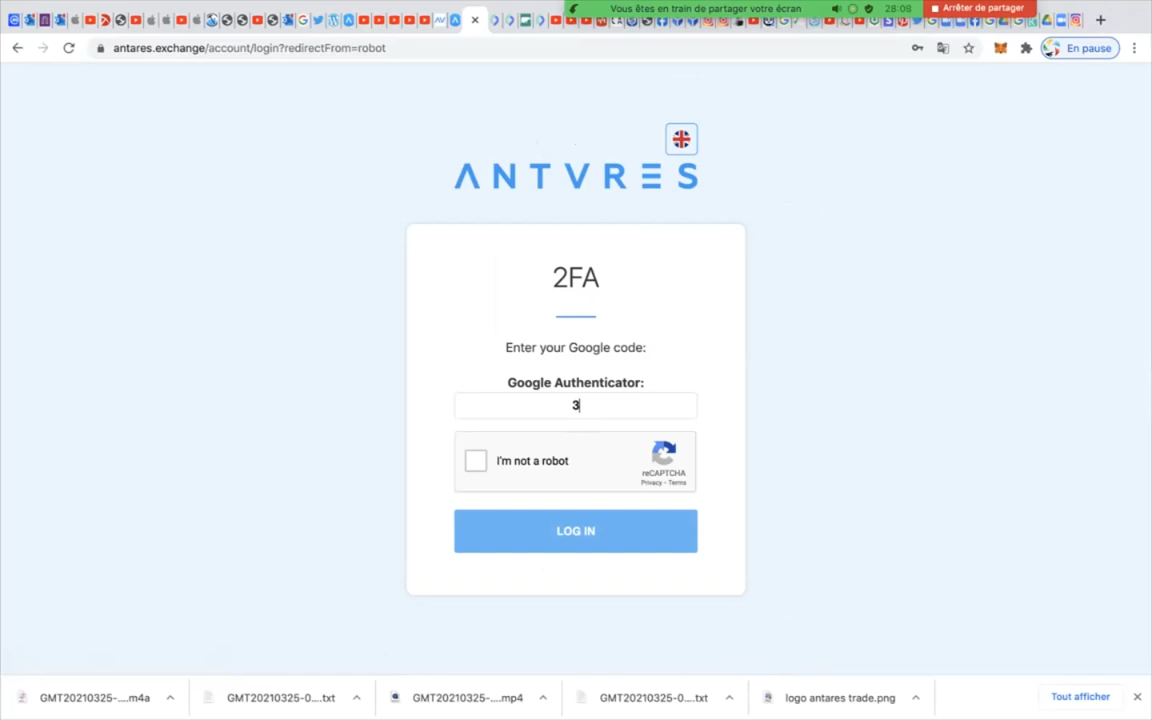 Vous êtes en train de partager votre écran
28:08
Arrêter de partager
antares.exchange/account/login?redirectFrom=robot
En pause
ANTARES
2FA
Enter your Google code:
Google Authenticator:
3
I'm not a robot
reCAPTCHA
Privacy - Terms
LOG IN
GMT20210325-....m4a
GMT20210325-0....txt
GMT20210325-....mp4
GMT20210325-0....txt
logo antares trade.png
Tout afficher